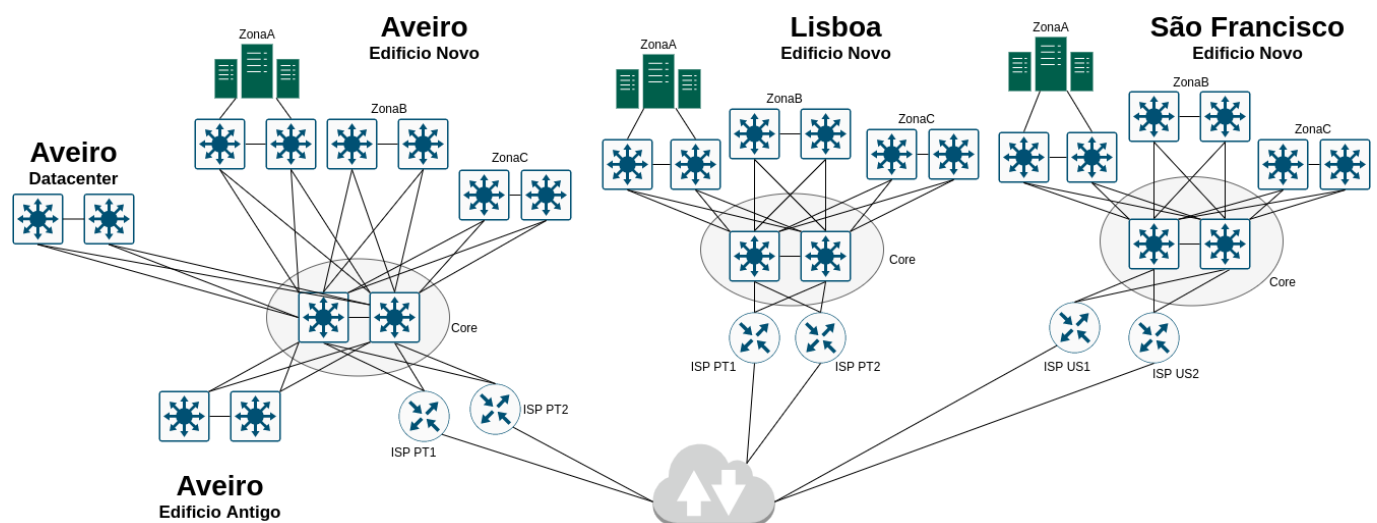 Aveiro
Edificio Novo
ZonaA
ZonaB
ZonaC
Aveiro
Datacenter
Core
ISP PT1
ISP PT2
Aveiro
Edificio Antigo
Lisboa
Edificio Novo
ZonaA
ZonaB
ZonaC
Core
ISP PT1
ISP PT2
São Francisco
Edificio Novo
ZonaA
ZonaB
ZonaC
Core
ISP US1
ISP US2